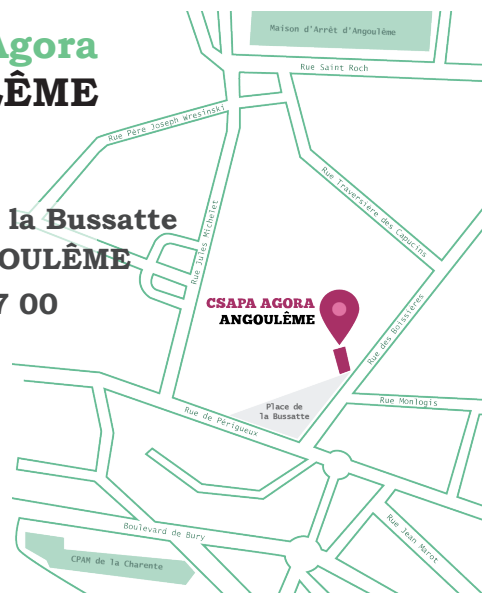 Agora
LÊME
la Bussatte
OULÊME
7 00
Maison d'Arrêt d'Angoulême
Rue Saint Roch
Rue Père Joseph Wresinski
Rue Traversière des Capucins
Rue Jules Michelet
CSAPA AGORA
ANGOULÊME
Rue des Boissières
Place de
la Bussatte
Rue Monlogis
Rue de Périgueux
Boulevard de Bury
Rue Jean Marot
CPAM de la Charente